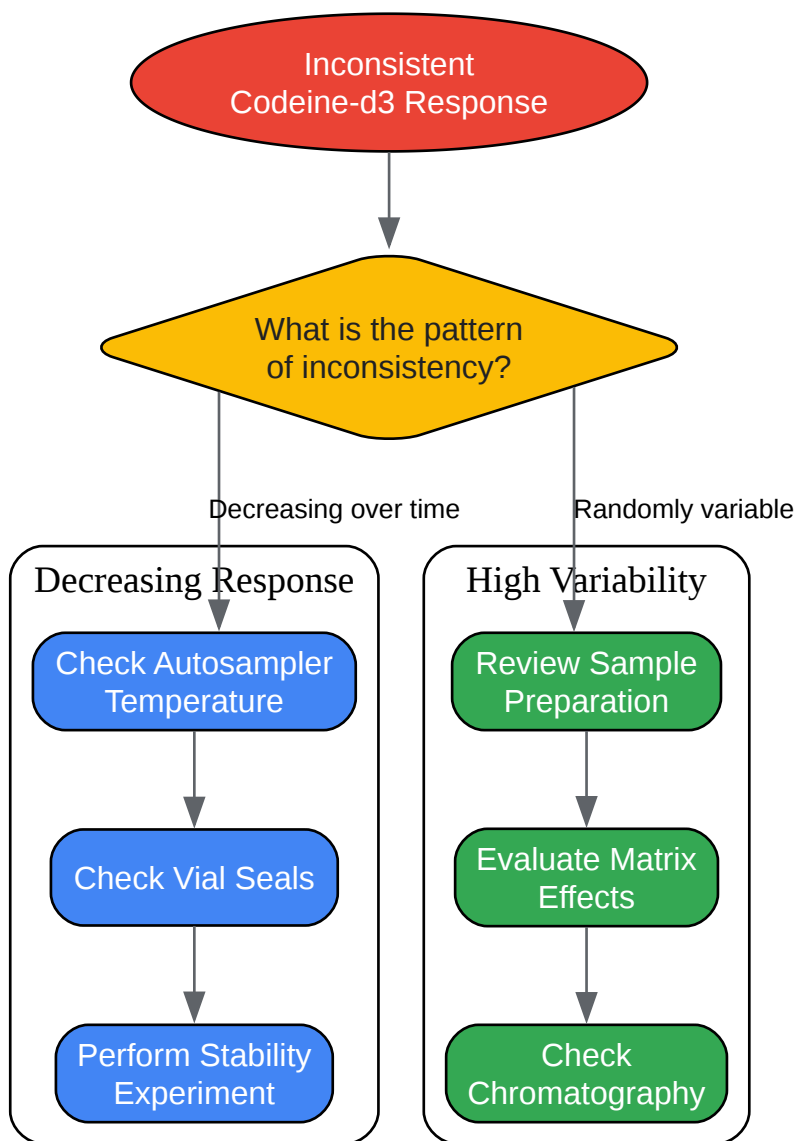 Inconsistent
Codeine-d3 Response
What is the pattern
of inconsistency?
Decreasing over time
Randomly variable
Decreasing Response
High Variability
Check Autosampler
Temperature
Review Sample
Preparation
Check Vial Seals
Evaluate Matrix
Effects
Perform Stability
Experiment
Check
Chromatography